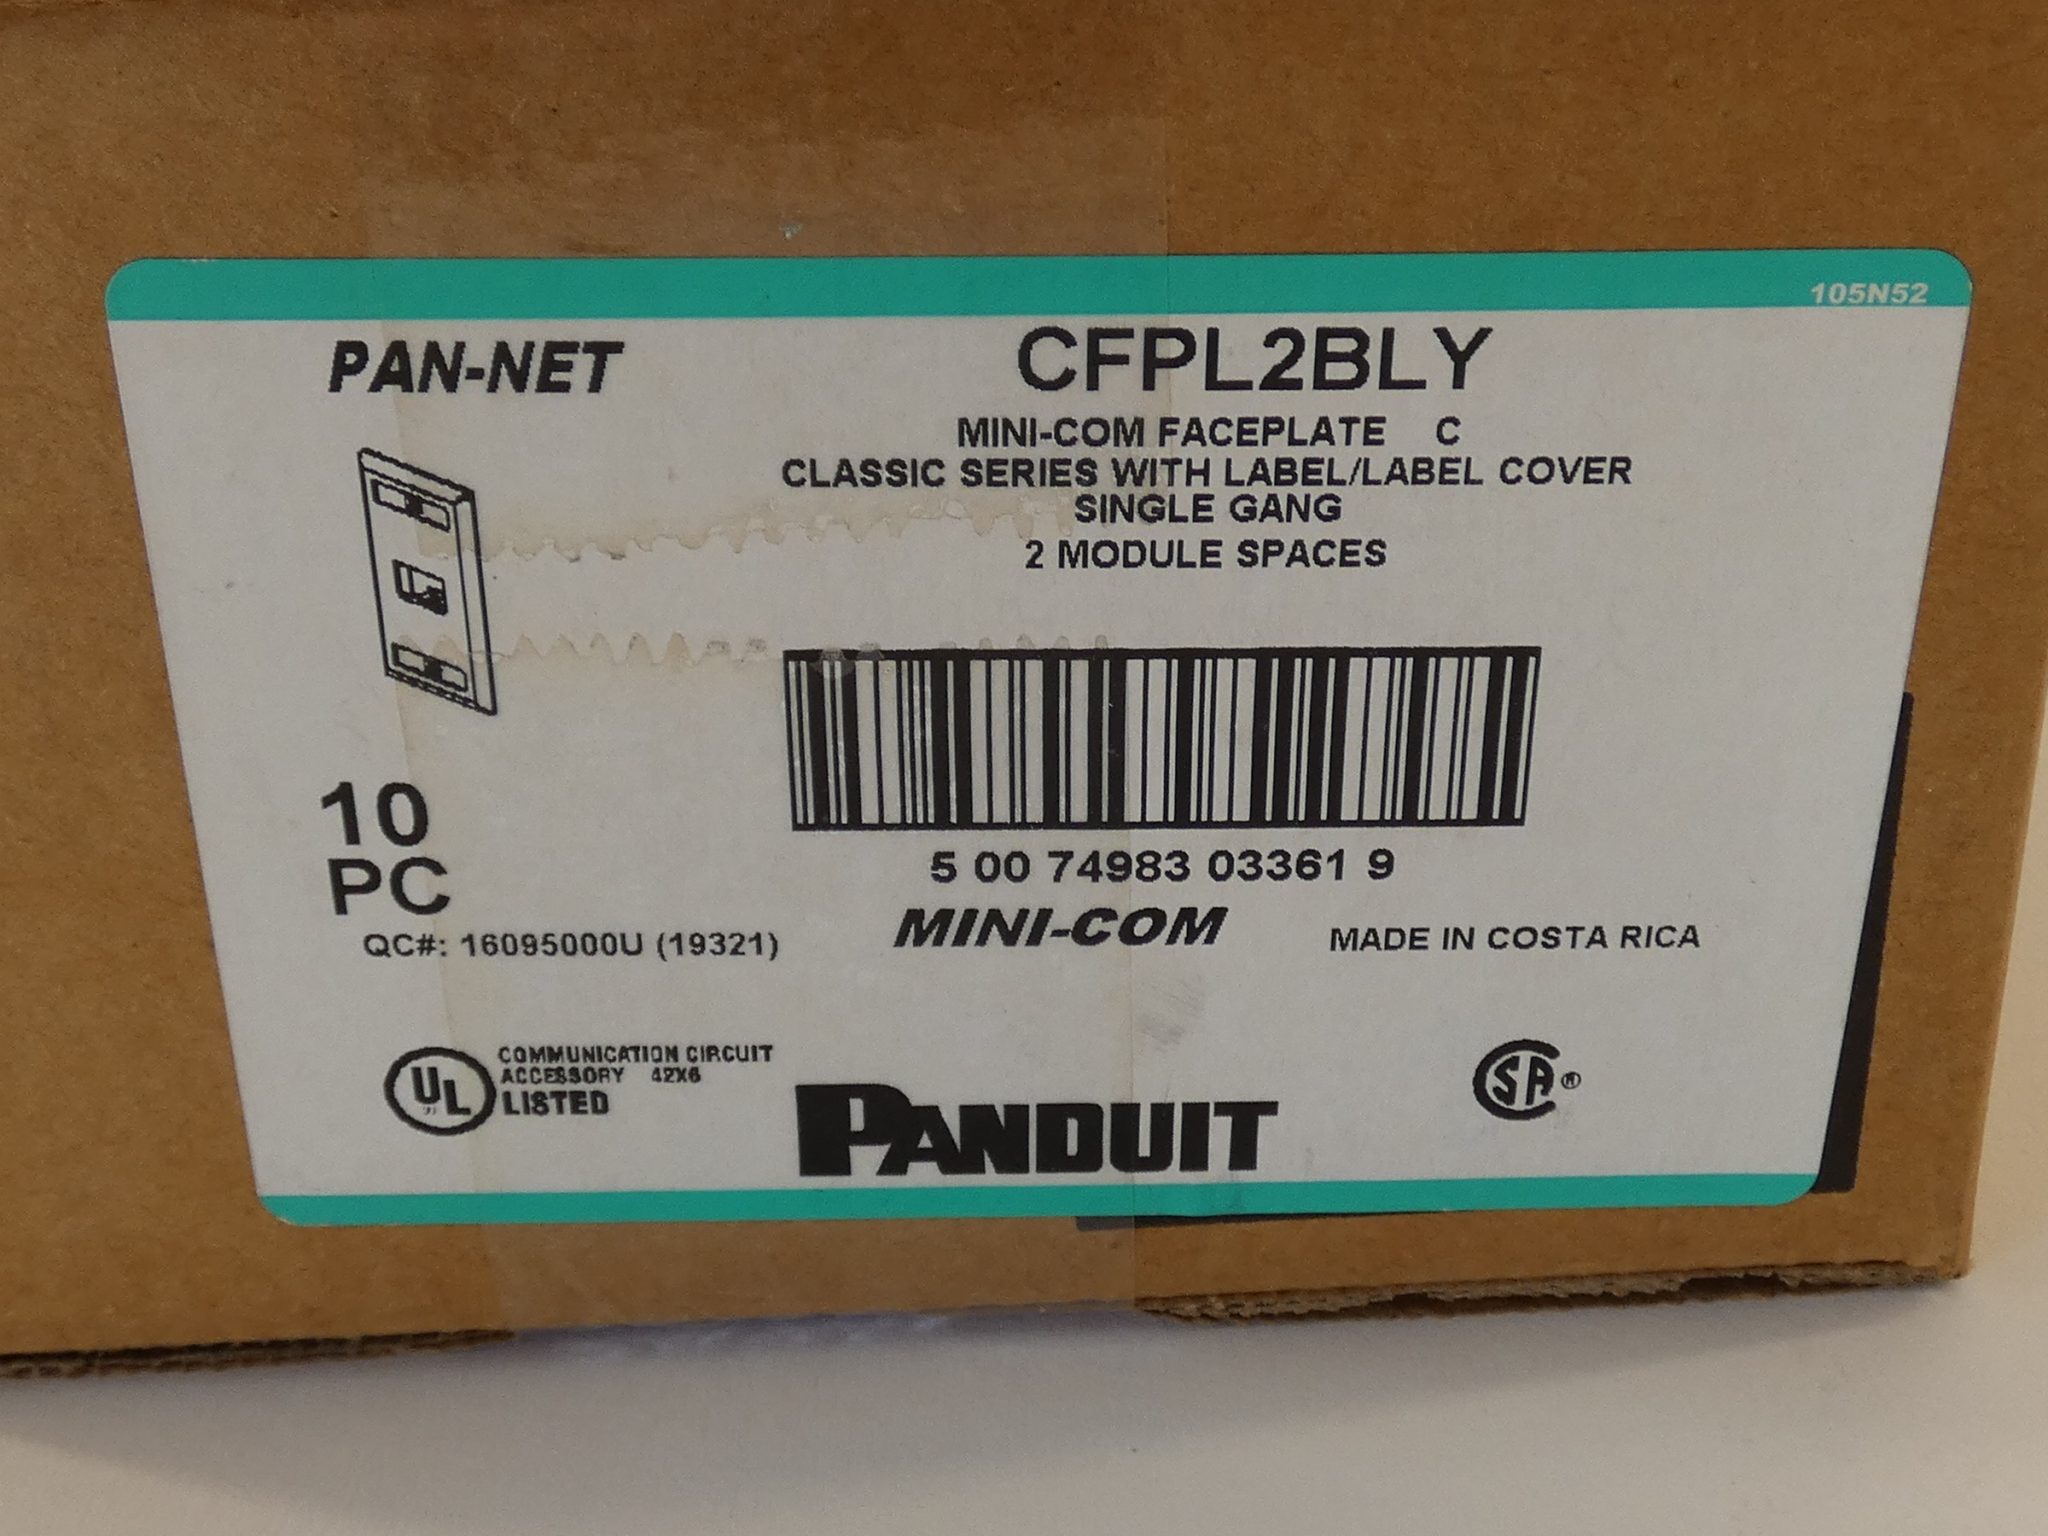 105N52
PAN-NET
CFPL2BLY
MINI-COM FACEPLATE C
CLASSIC SERIES WITH LABEL/LABEL COVER
SINGLE GANG
2 MODULE SPACES
10
PC
5 00 74983 03361 9
QC#: 16095000U (19321)
MINI-COM
MADE IN COSTA RICA
UL
COMMUNICATION CIRCUIT
ACCESSORY 42X6
LISTED
PANDUIT
CSA®